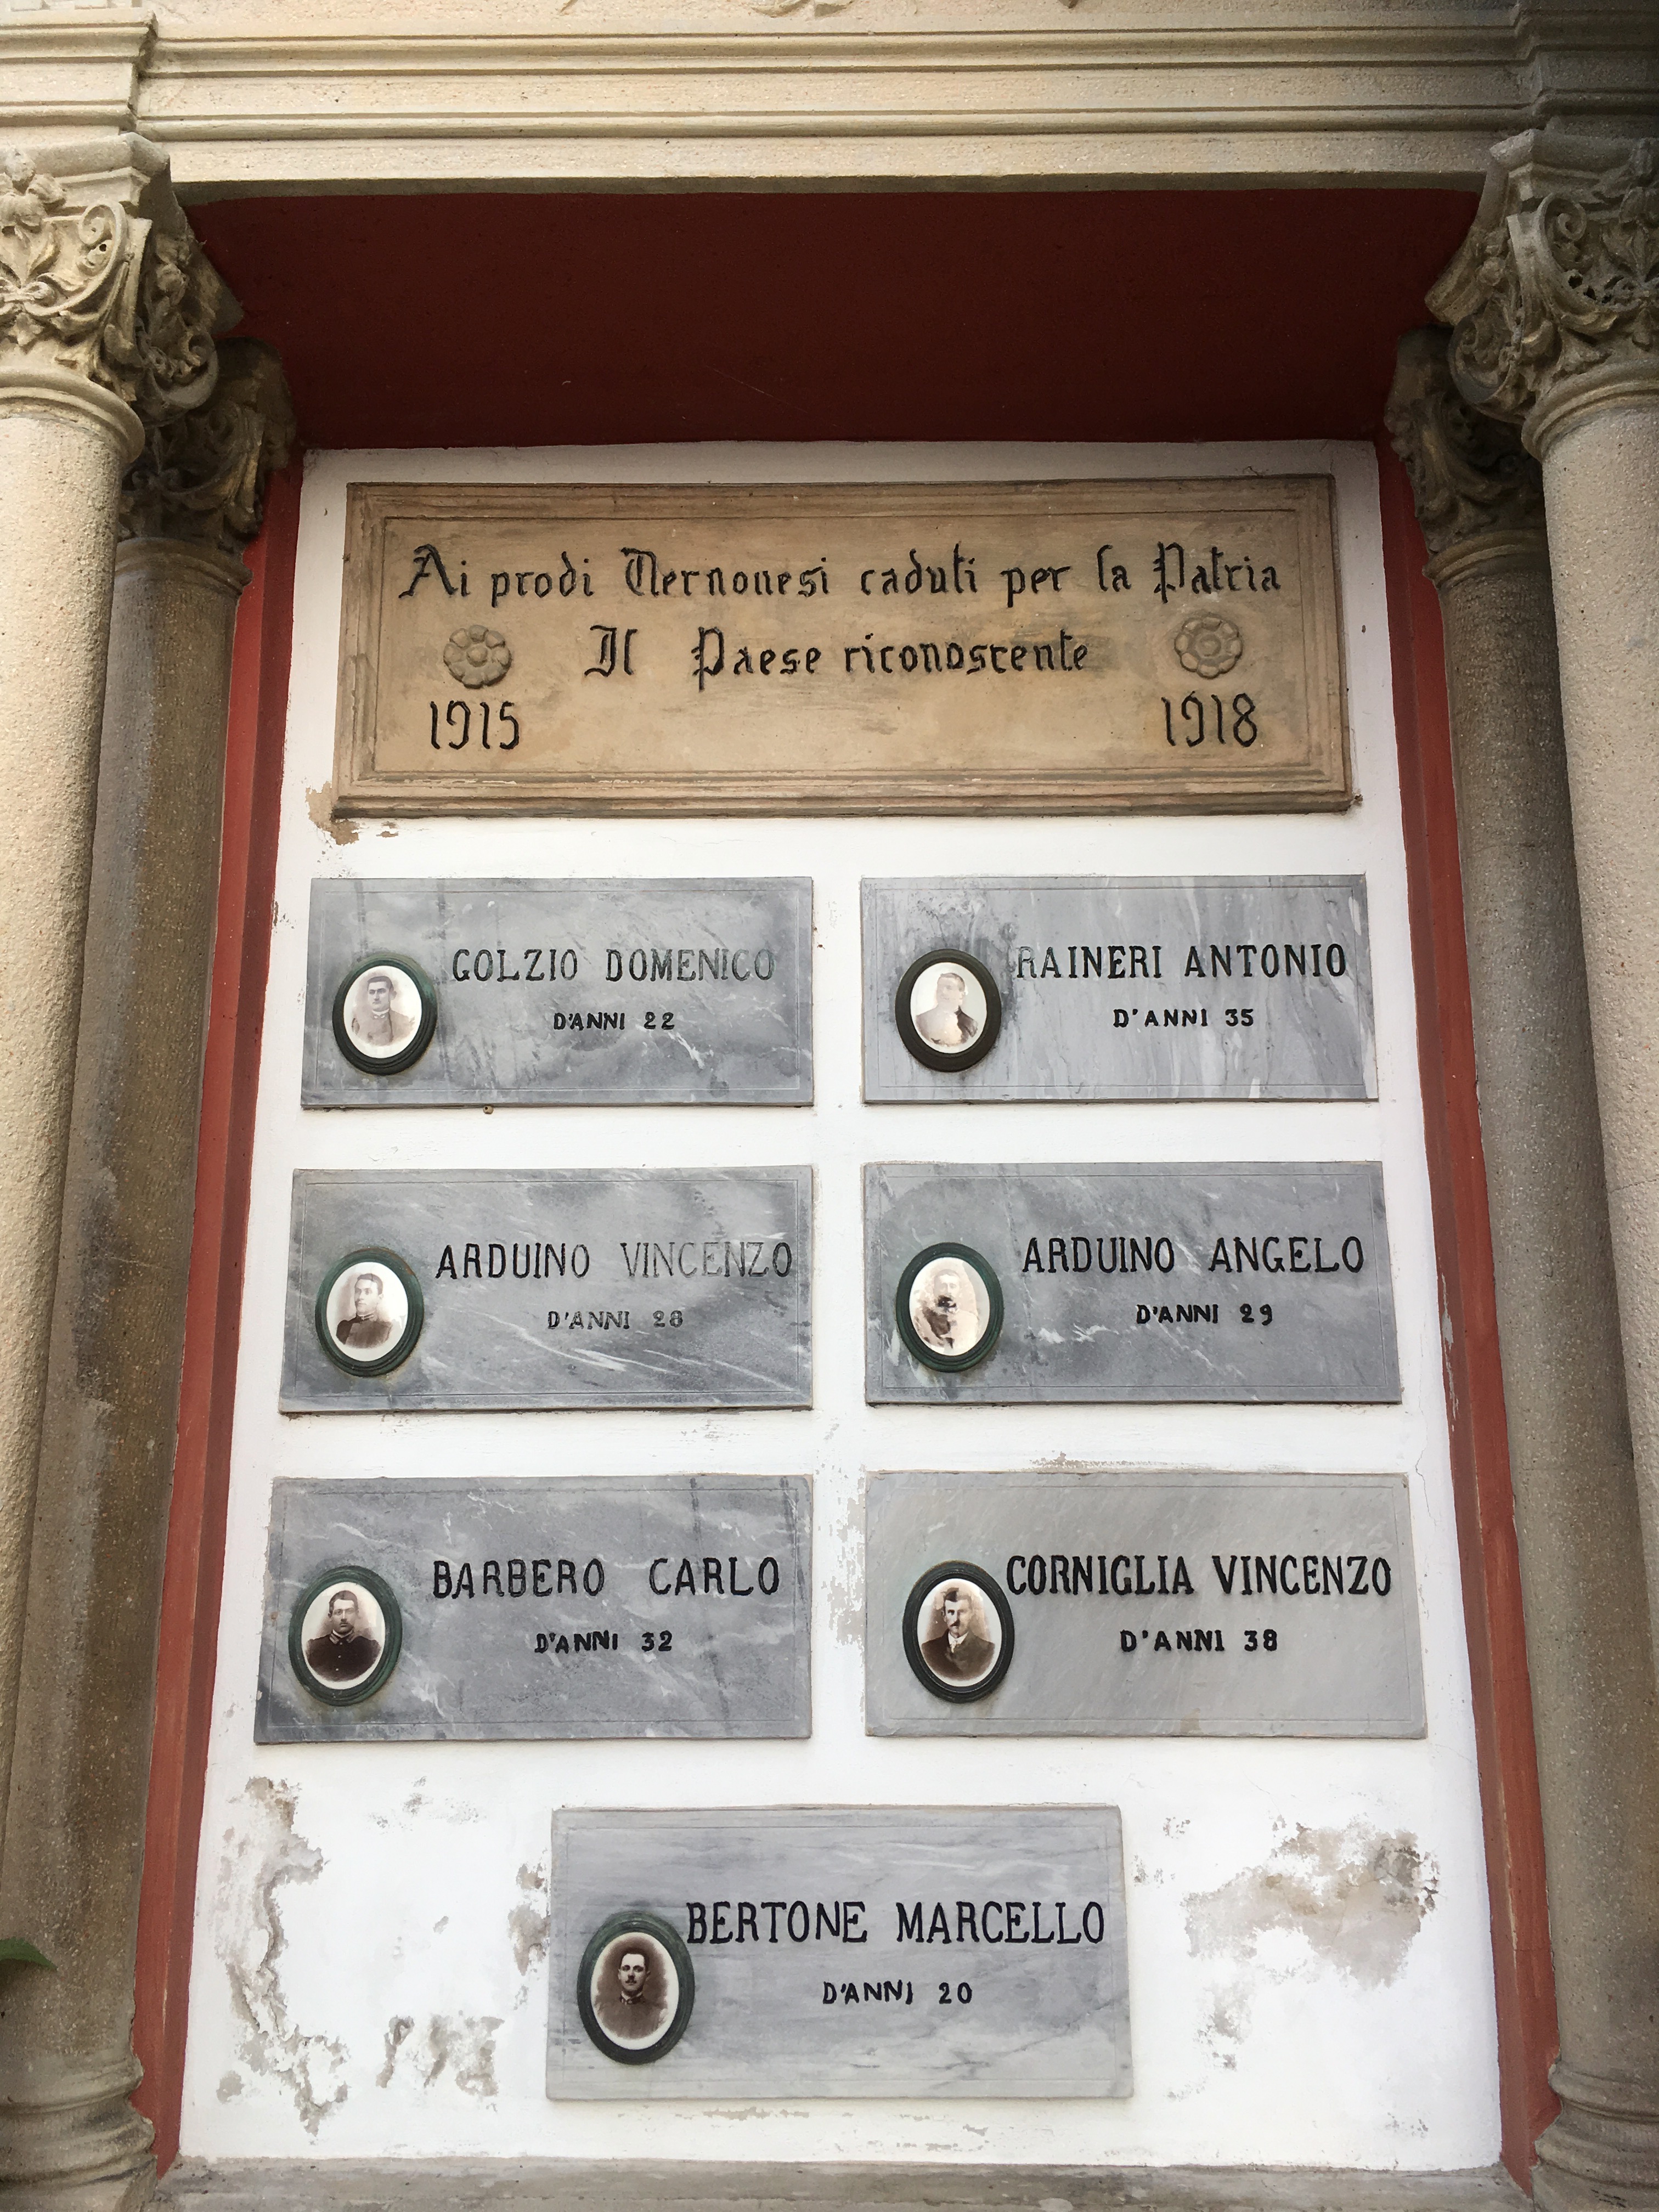 Ai prodi Vernonesi caduti per la Patria
Il Paese riconoscente
1915 1918
GOLZIO DOMENICO
D'ANNI 22
RAINERI ANTONIO
D'ANNI 35
ARDUINO VINCENZO
D'ANNI 28
ARDUINO ANGELO
D'ANNI 29
BARBERO CARLO
D'ANNI 32
CORNIGLIA VINCENZO
D'ANNI 38
BERTONE MARCELLO
D'ANNI 20